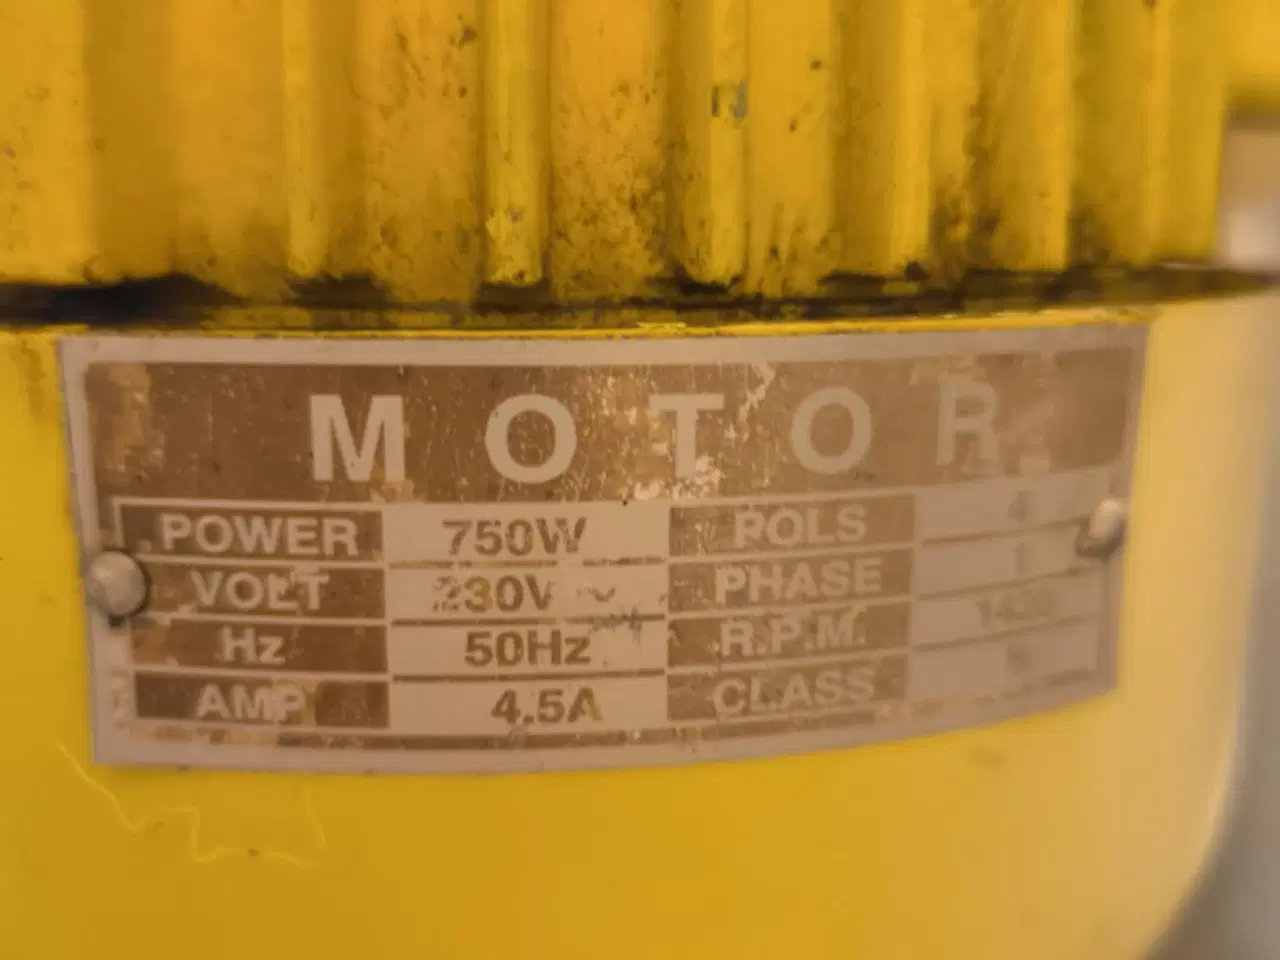 MOTOR
POWER 750W POLS 4
VOLT 230V ~ PHASE 1
Hz 50Hz R.P.M.
AMP 4.5A CLASS